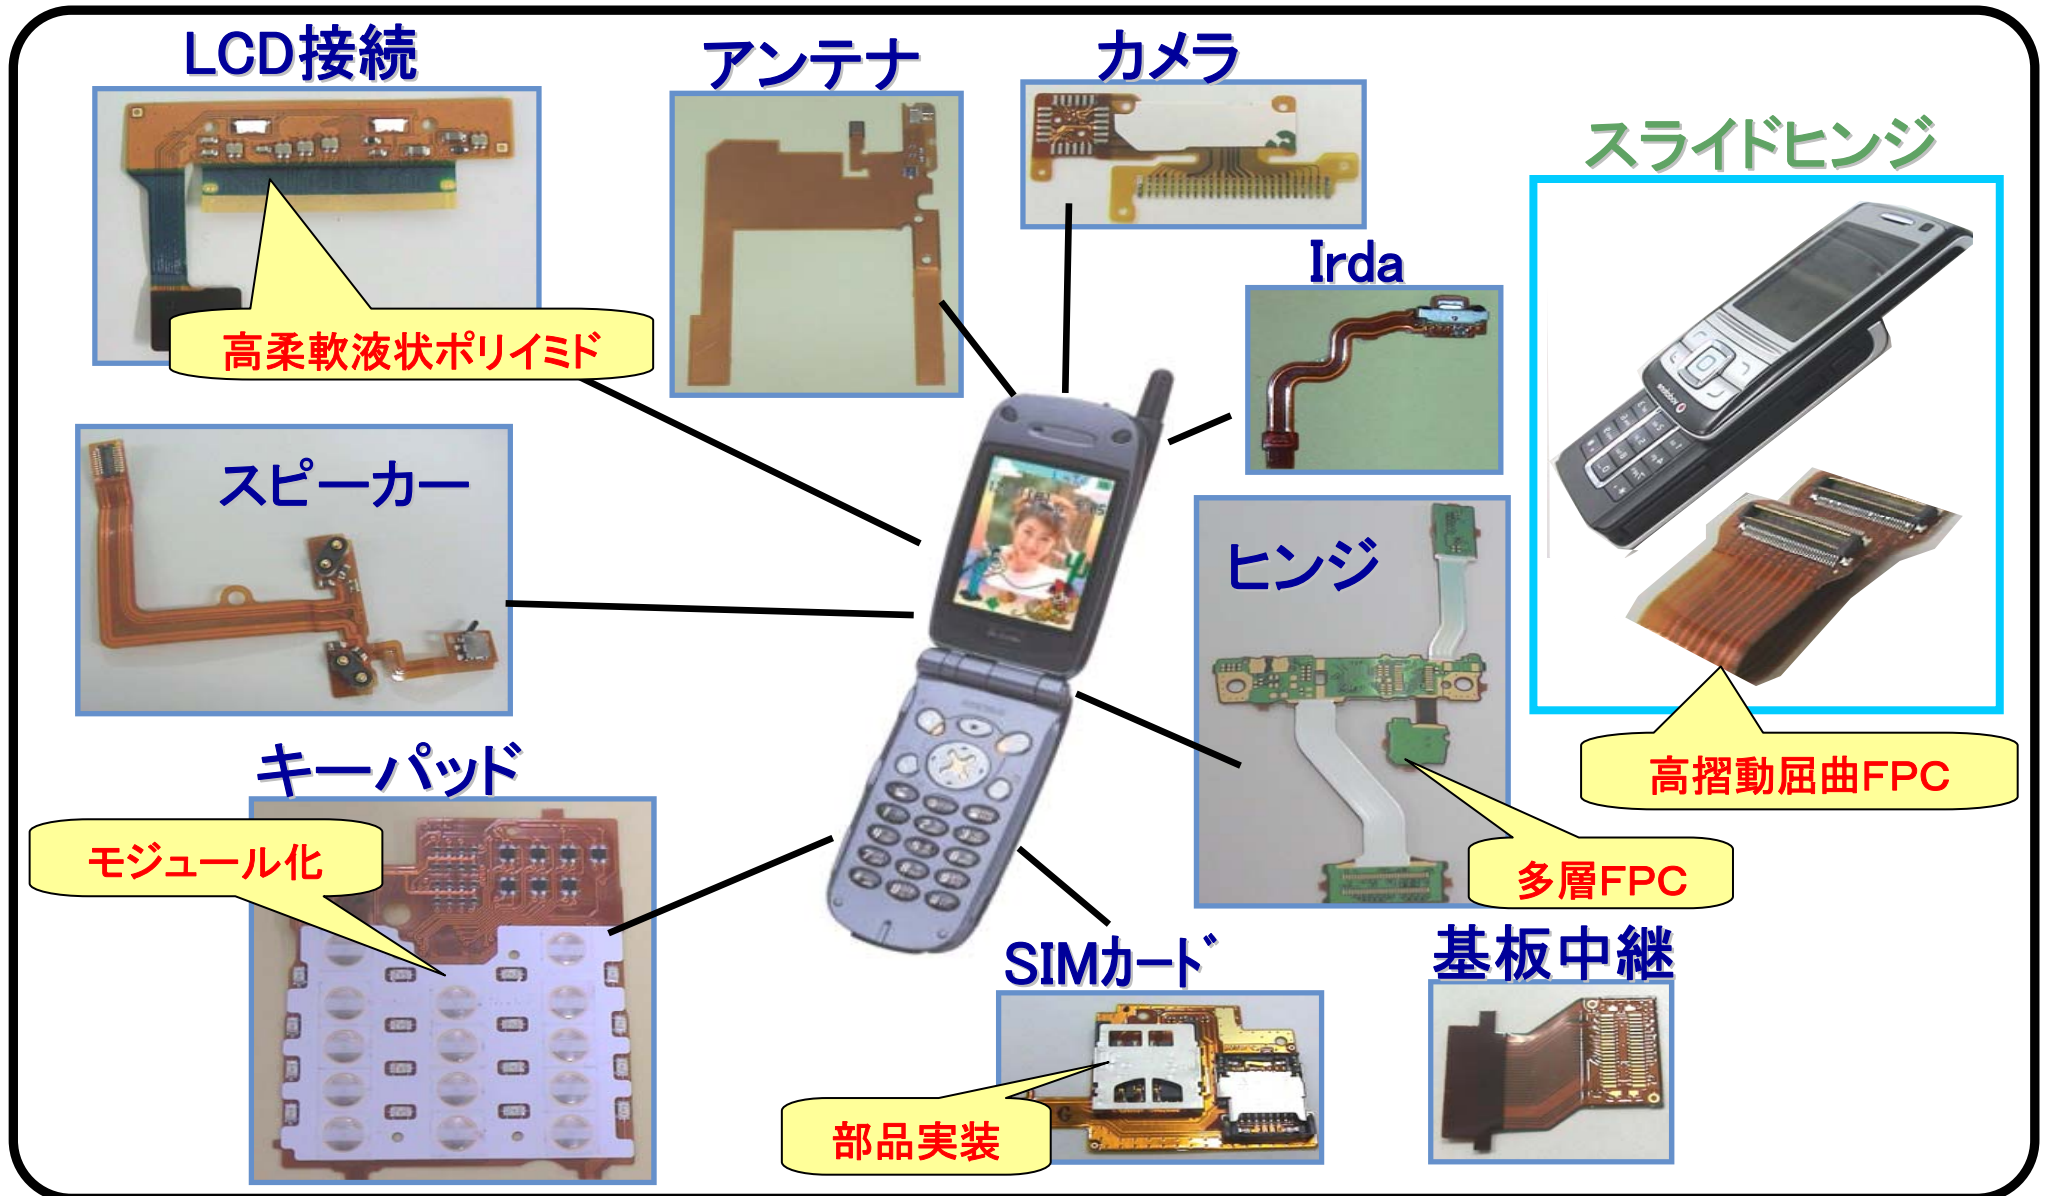 LCD接続
アンテナ
カメラ
スライドヒンジ
Irda
高柔軟液状ポリイミド
スピーカー
ヒンジ
キーパッド
モジュール化
高摺動屈曲FPC
多層FPC
SIMカード
基板中継
部品実装
vodafone